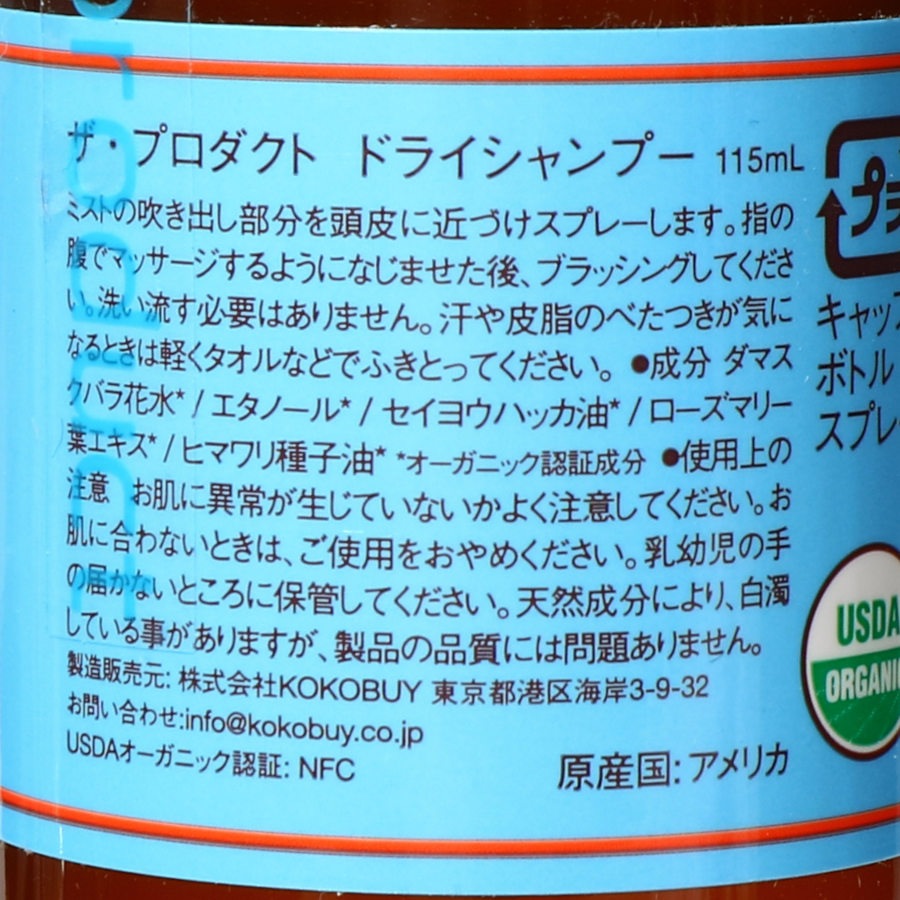 ザ・プロダクト ドライシャンプー 115mL
ミストの吹き出し部分を頭皮に近づけスプレーします。指の
腹でマッサージするようになじませた後、ブラッシングしてくださ
い。洗い流す必要はありません。汗や皮脂のべたつきが気に
なるときは軽くタオルなどでふきとってください。 ●成分 ダマス
クバラ花水* / エタノール* / セイヨウハッカ油* / ローズマリー
葉エキス* / ヒマワリ種子油* *オーガニック認証成分 ●使用上の
注意 お肌に異常が生じていないかよく注意してください。お
肌に合わないときは、ご使用をおやめください。乳幼児の手
の届かないところに保管してください。天然成分により、白濁
している事がありますが、製品の品質には問題ありません。
製造販売元: 株式会社KOKOBUY 東京都港区海岸3-9-32
お問い合わせ:info@kokobuy.co.jp
USDAオーガニック認証: NFC
原産国: アメリカ
プラ
キャップ
ボトル
スプレー
USDA
ORGANIC
product